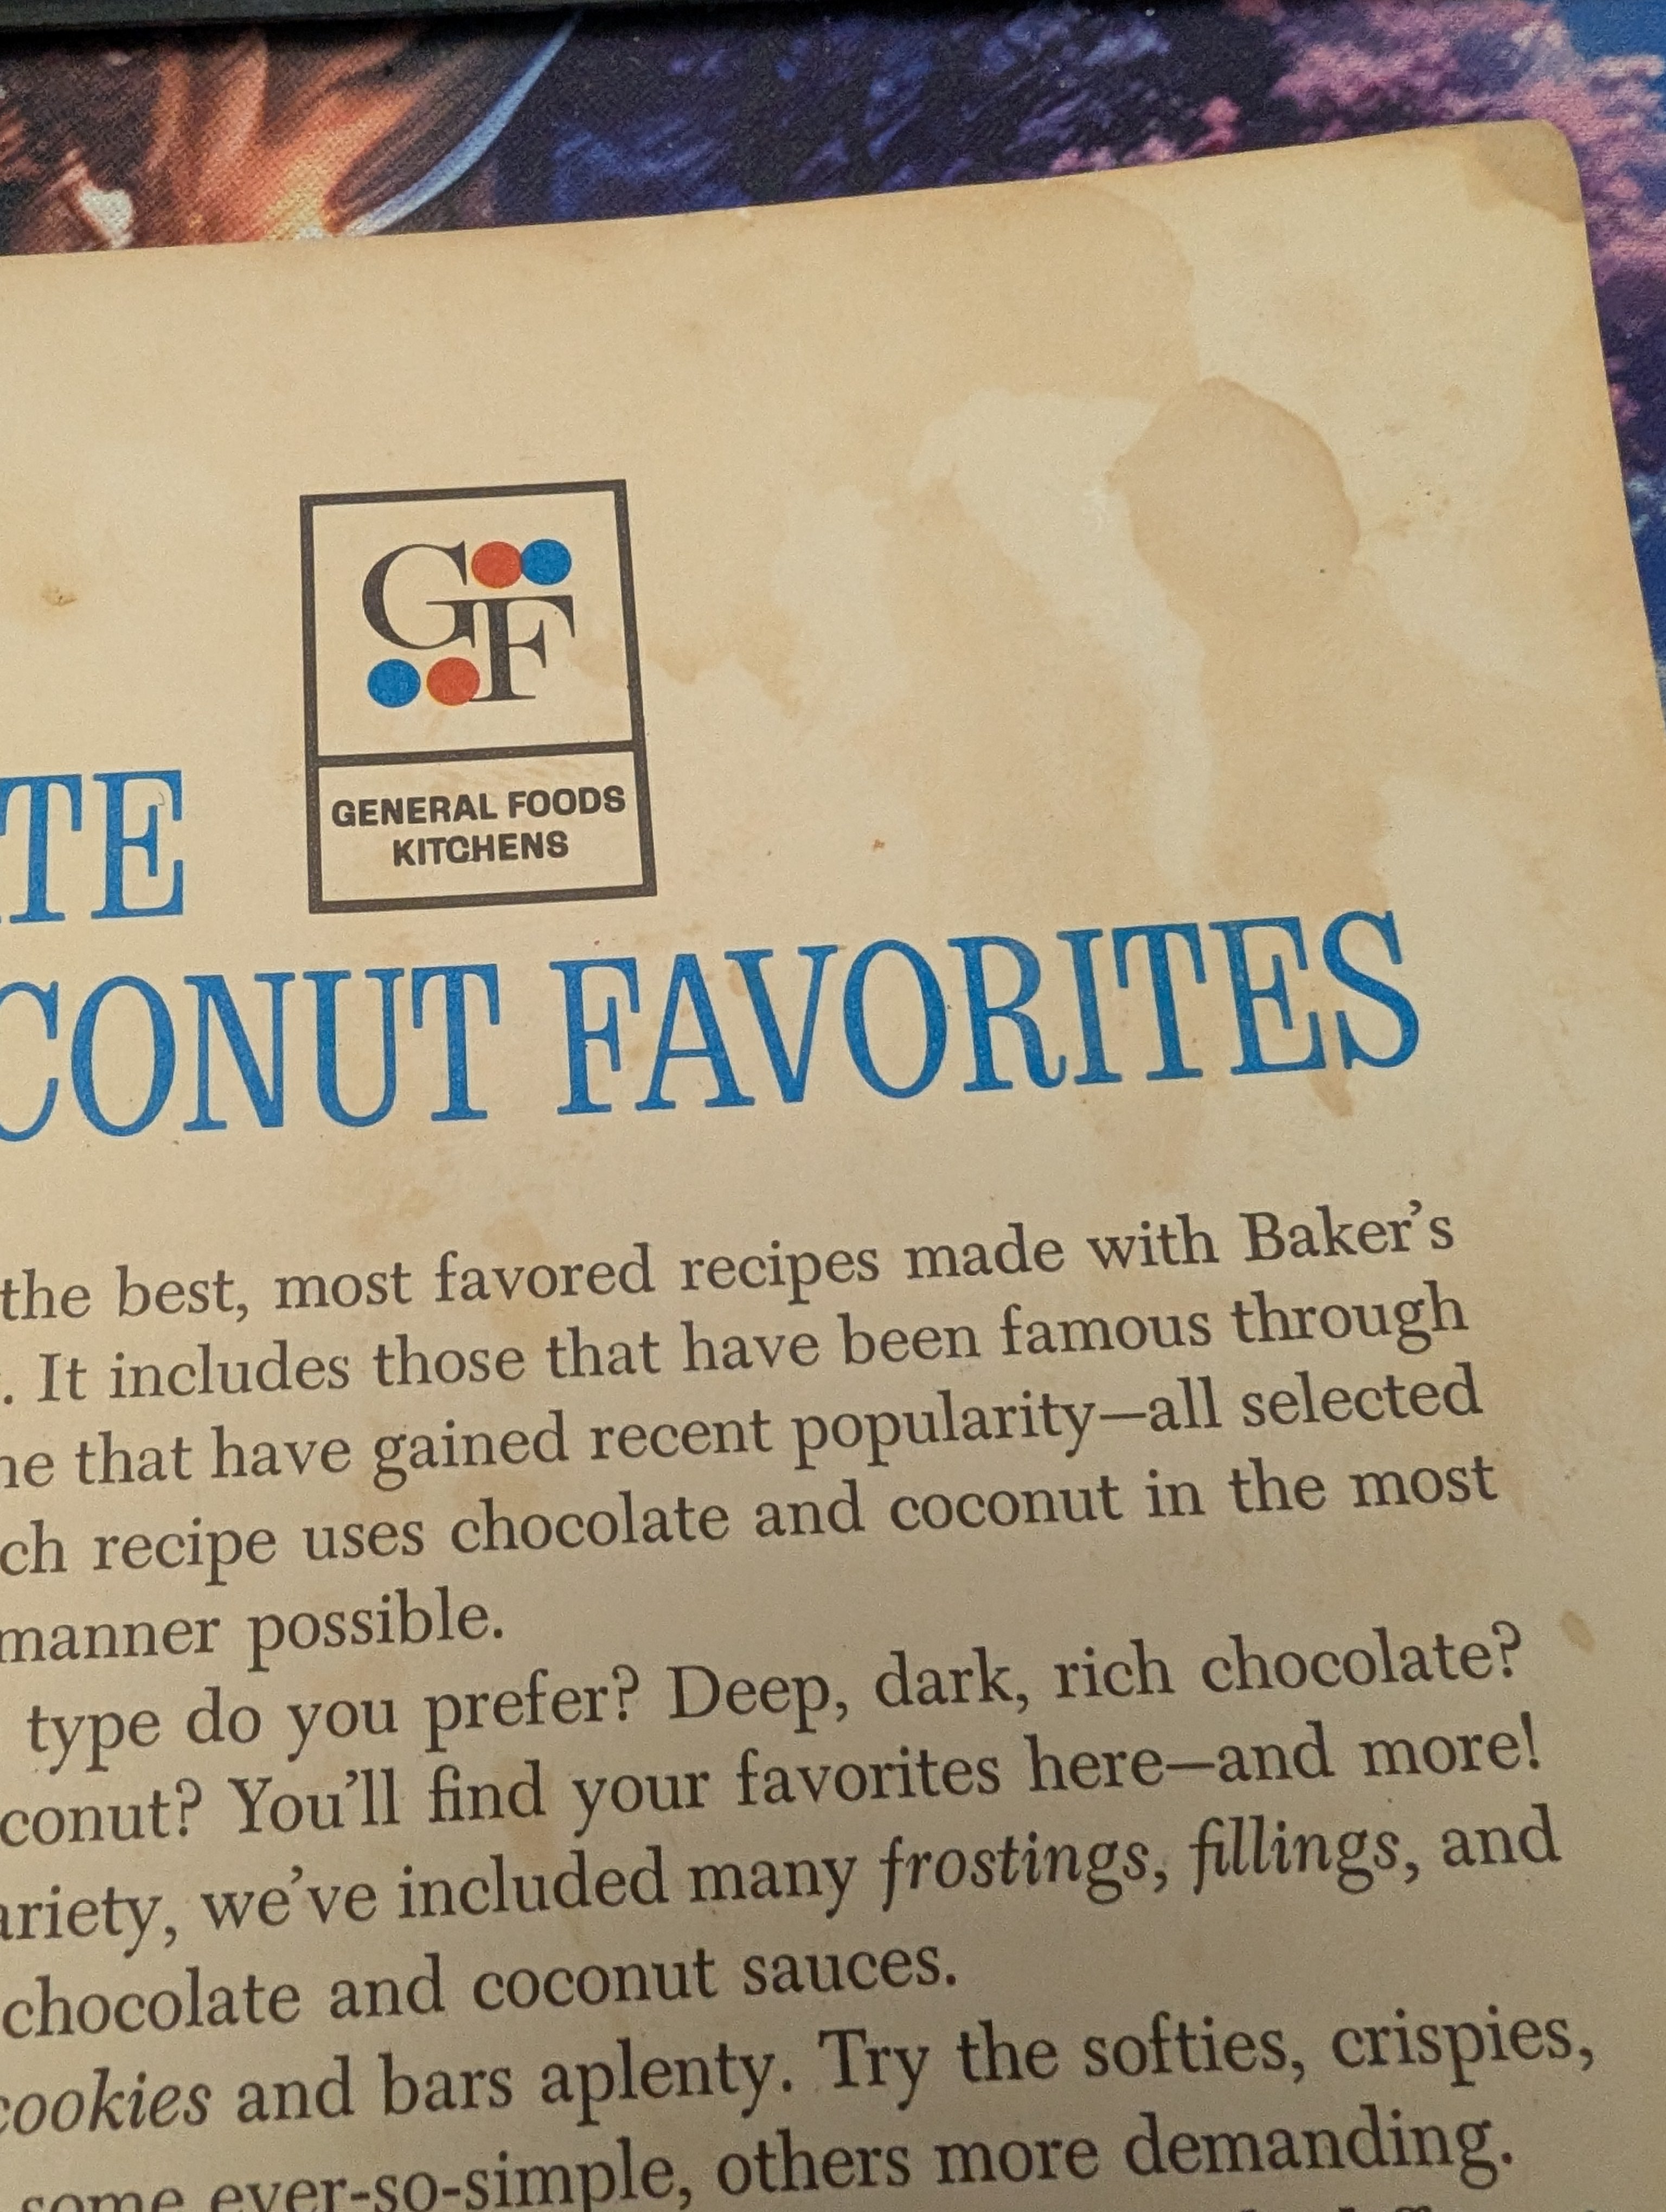 GF
GENERAL FOODS
KITCHENS
TE
CONUT FAVORITES
the best, most favored recipes made with Baker’s
. It includes those that have been famous through
ne that have gained recent popularity—all selected
ch recipe uses chocolate and coconut in the most
manner possible.
type do you prefer? Deep, dark, rich chocolate?
conut? You’ll find your favorites here—and more!
ariety, we’ve included many frostings, fillings, and
chocolate and coconut sauces.
cookies and bars aplenty. Try the softies, crispies,
some ever-so-simple, others more demanding.